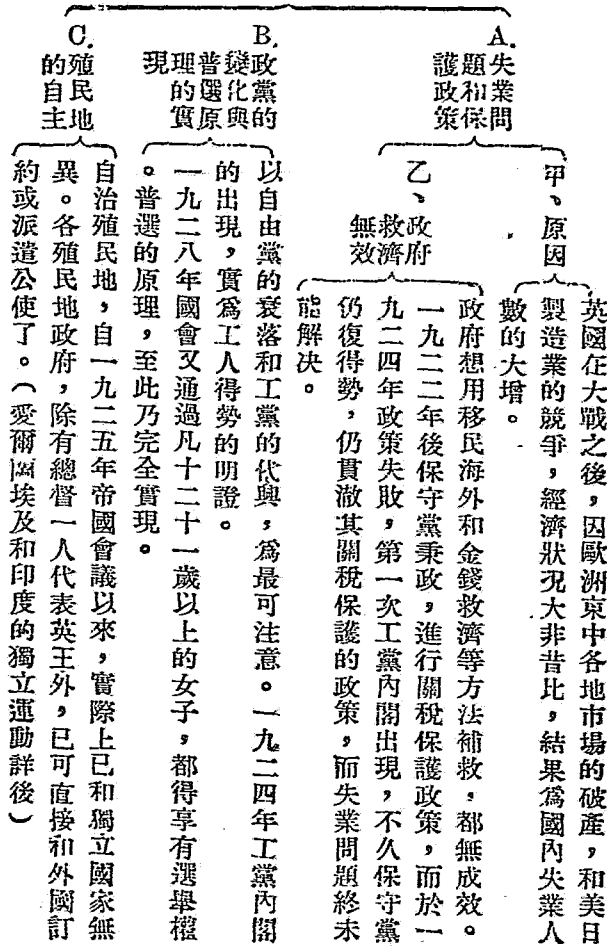 A.失業問
題和保
護政策
甲、原因
英國在大戰之後，因歐洲東中各地市場的破產，和美日
製造業的競爭，經濟狀況大非昔比，結果爲國內失業人
數的大增。
乙、政府
救濟
無效
政府想用移民海外和金錢救濟等方法補救，都無成效。
一九二二年後保守黨秉政，進行關稅保護政策，而於一
九二四年政策失敗，第一次工黨內閣出現，不久保守黨
仍復得勢，仍貫澈其關稅保護的政策，而失業問題終未
能解决。
B.政黨的
變化與
普選原
理的實
現
以自由黨的衰落和工黨的代興，爲最可注意。一九二四年工黨內閣
的出現，實爲工人得勢的明證。
一九二八年國會又通過凡十二十一歲以上的女子，都得享有選舉權
。普選的原理，至此乃完全實現。
C.殖民地
的自主
自治殖民地，自一九二五年帝國會議以來，實際上已和獨立國家無
異。各殖民地政府，除有總督一人代表英王外，已可直接和外國訂
約或派遣公使了。（愛爾蘭埃及和印度的獨立運動詳後）